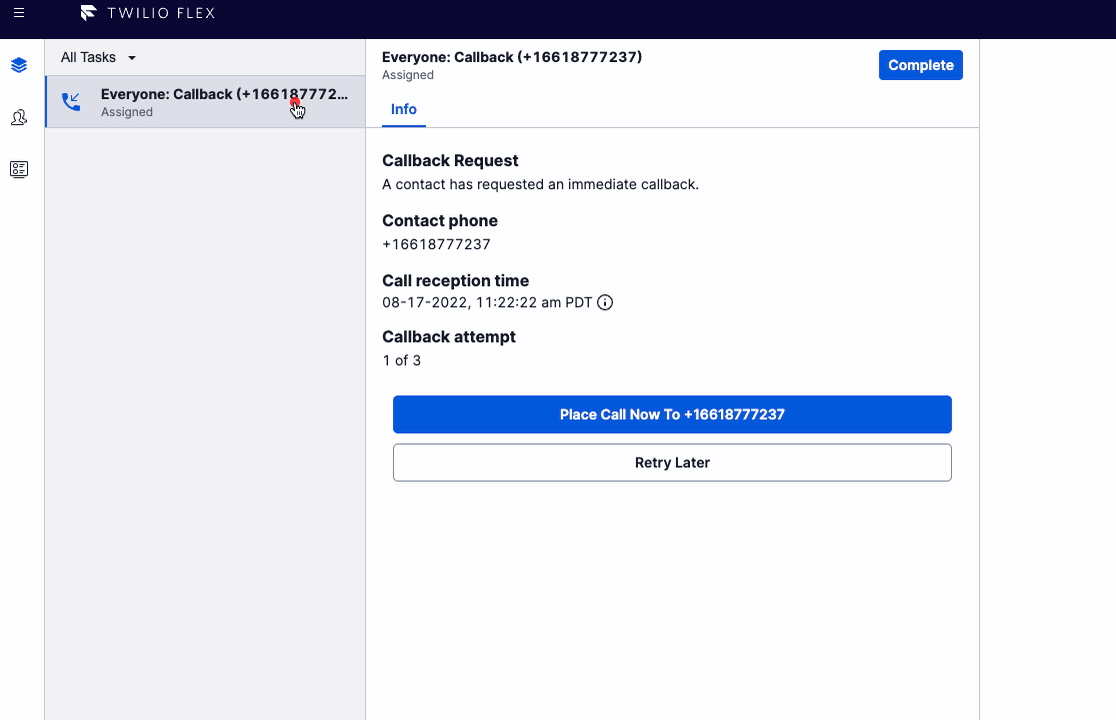 TWILIO FLEX
All Tasks
Everyone: Callback (+166187772...
Assigned
Everyone: Callback (+16618777237)
Assigned
Complete
Info
Callback Request
A contact has requested an immediate callback.
Contact phone
+16618777237
Call reception time
08-17-2022, 11:22:22 am PDT
Callback attempt
1 of 3
Place Call Now To +16618777237
Retry Later